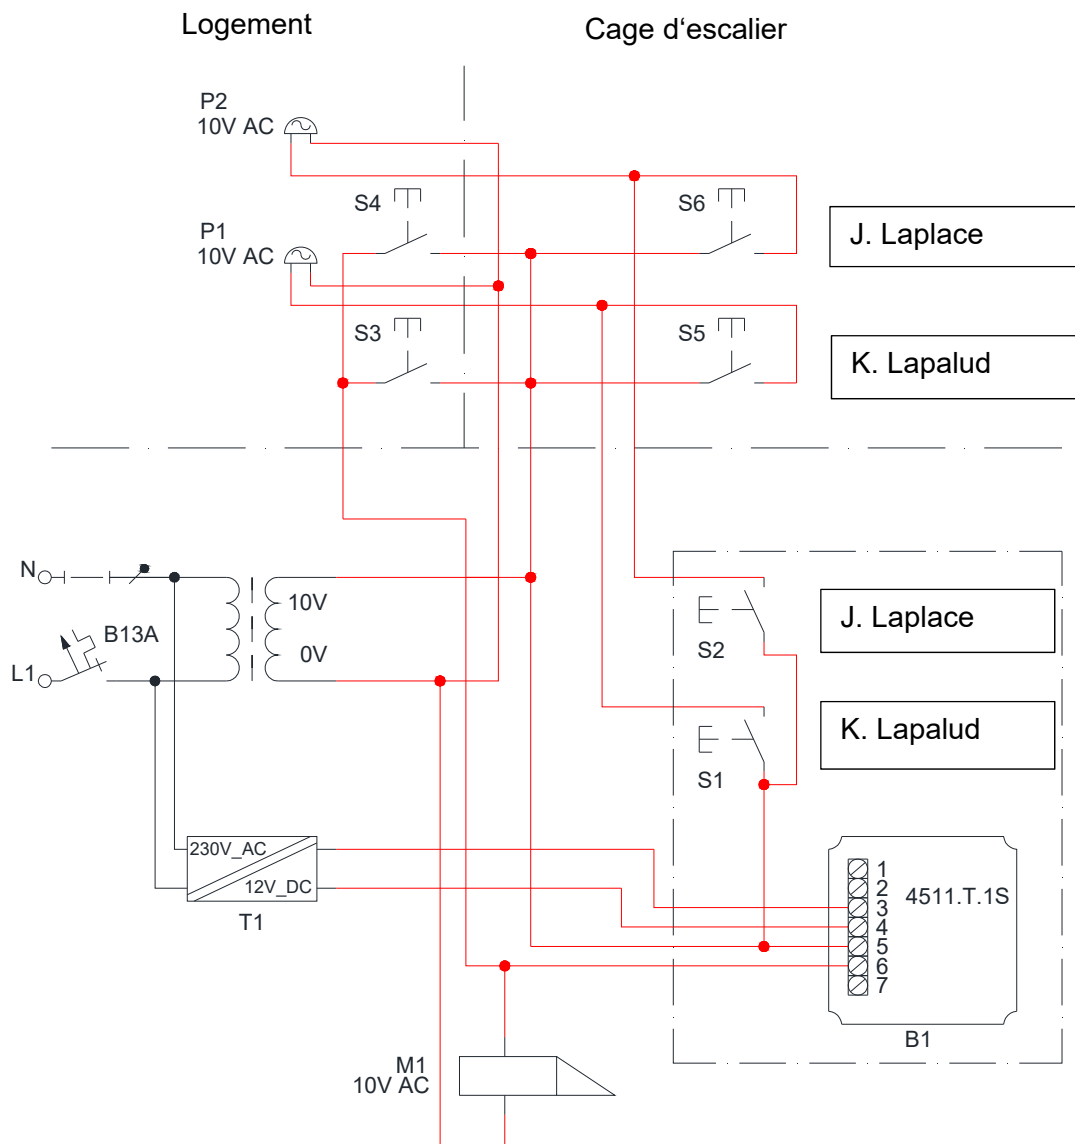 Logement
Cage d‘escalier
P2
10V AC
S4
S6
J. Laplace
P1
10V AC
S3
S5
K. Lapalud
N
10V
B13A
0V
L1
J. Laplace
S2
K. Lapalud
S1
230V_AC
12V_DC
T1
1
2
3
4
5
6
7
4511.T.1S
B1
M1
10V AC